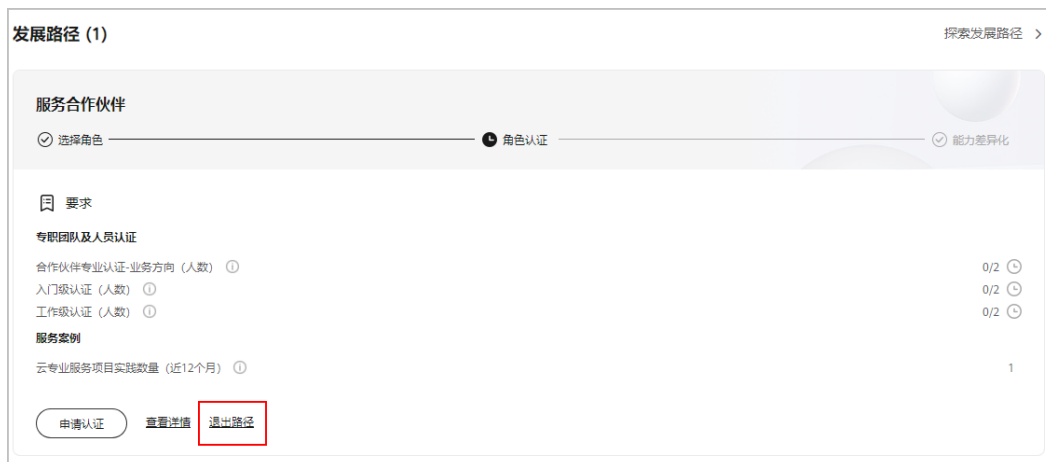 发展路径 (1)
探索发展路径
服务合作伙伴
选择角色
角色认证
能力差异化
要求
专职团队及人员认证
合作伙伴专业认证-业务方向（人数）
0/2
入门级认证（人数）
0/2
工作级认证（人数）
0/2
服务案例
云专业服务项目实践数量（近12个月）
1
申请认证 查看详情 退出路径